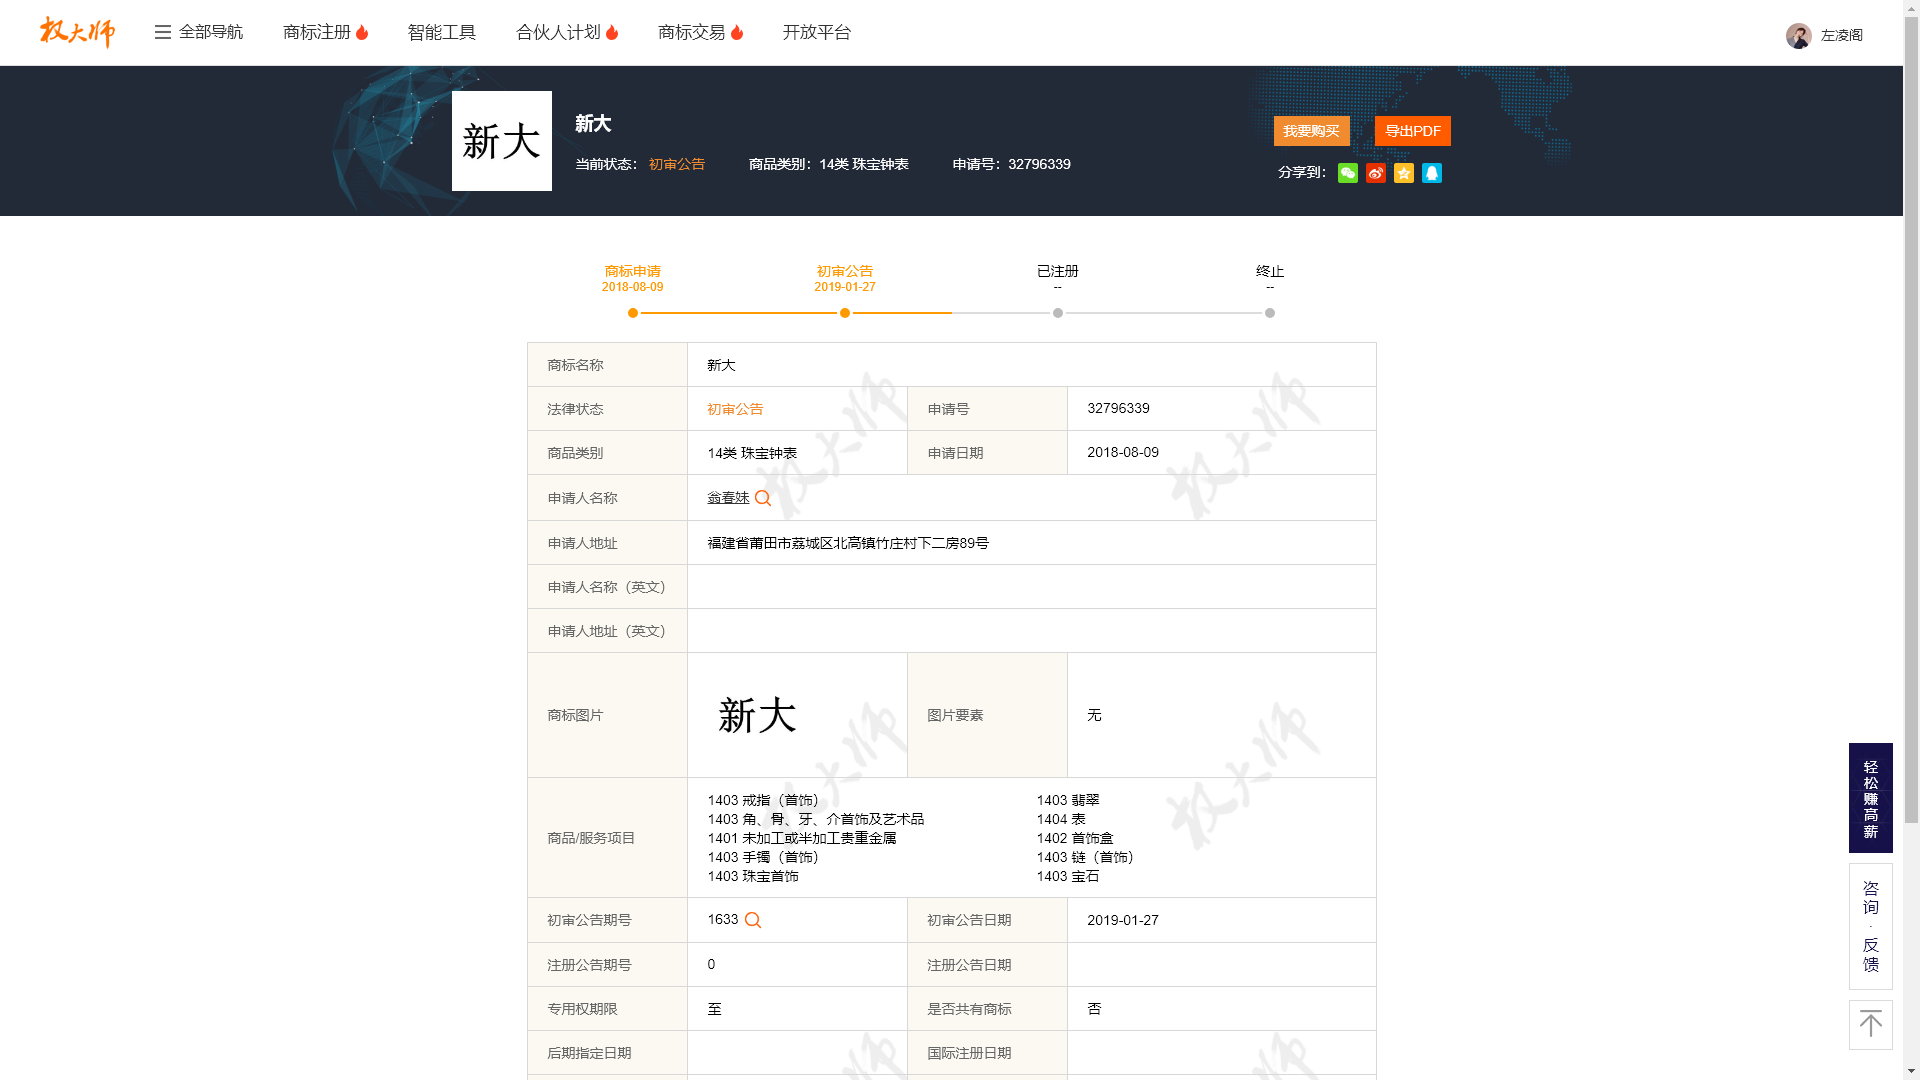 权大师
全部导航 商标注册 智能工具 合伙人计划 商标交易 开放平台 左凌阁
新大
新大
我要购买 导出PDF
当前状态： 初审公告 商品类别：14类 珠宝钟表 申请号：32796339
分享到：
商标申请 初审公告 已注册 终止
2018-08-09 2019-01-27 -- --
商标名称 新大
法律状态 初审公告 申请号 32796339
商品类别 14类 珠宝钟表 申请日期 2018-08-09
申请人名称 翁春妹
申请人地址 福建省莆田市荔城区北高镇竹庄村下二房89号
申请人名称（英文）
申请人地址（英文）
商标图片 新大 图片要素 无
商品/服务项目
1403 戒指（首饰） 1403 翡翠
1403 角、骨、牙、介首饰及艺术品 1404 表
1401 未加工或半加工贵重金属 1402 首饰盒
1403 手镯（首饰） 1403 链（首饰）
1403 珠宝首饰 1403 宝石
初审公告期号 1633 初审公告日期 2019-01-27
注册公告期号 0 注册公告日期
专用权期限 至 是否共有商标 否
后期指定日期 国际注册日期
权大师
权大师
权大师
权大师
轻松赚高薪
咨询·反馈